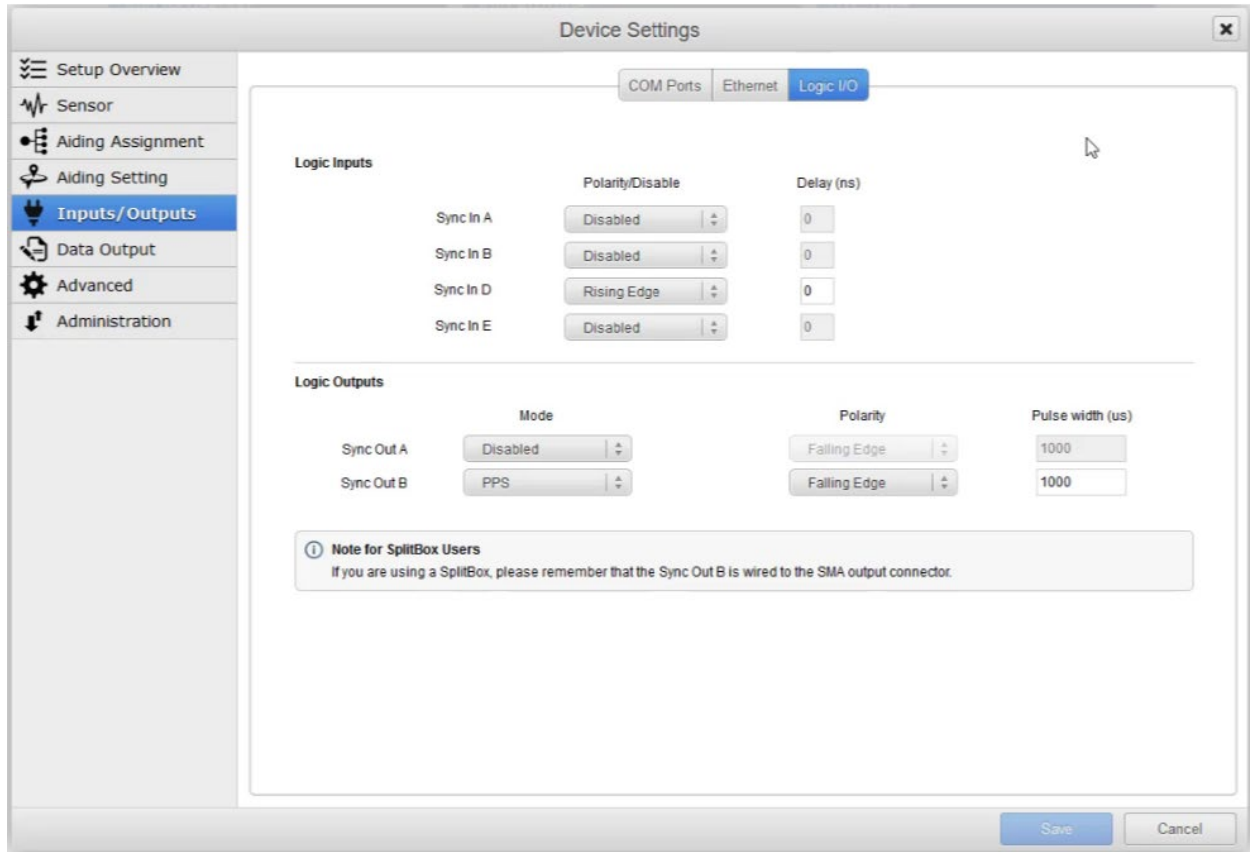 Device Settings
Setup Overview
Sensor
Aiding Assignment
Aiding Setting
Inputs/Outputs
Data Output
Advanced
Administration
COM Ports Ethernet Logic I/O
Logic Inputs
Polarity/Disable Delay (ns)
Sync In A Disabled 0
Sync In B Disabled 0
Sync In D Rising Edge 0
Sync In E Disabled 0
Logic Outputs
Mode Polarity Pulse width (us)
Sync Out A Disabled Falling Edge 1000
Sync Out B PPS Falling Edge 1000
Note for SplitBox Users
If you are using a SplitBox, please remember that the Sync Out B is wired to the SMA output connector.
Save Cancel